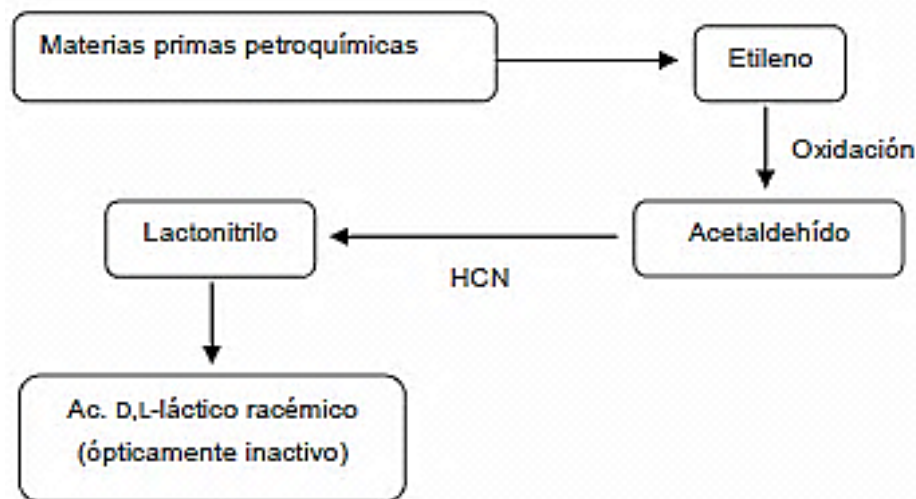 Materias primas petroquímicas
Etileno
Oxidación
Acetaldehído
HCN
Lactonitrilo
Ac. D,L-láctico racémico
(ópticamente inactivo)